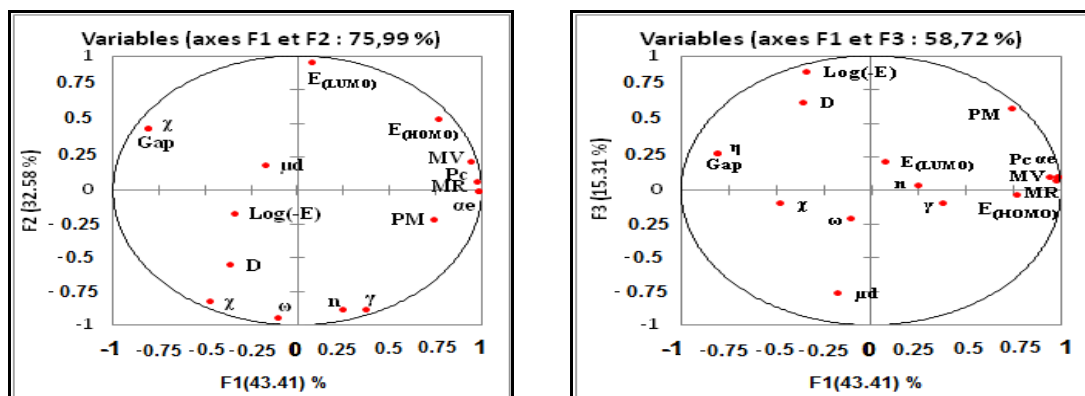 Variables (axes F1 et F2 : 75,99 %)
1
0.75
0.5
0.25
0
-0.25
-0.5
-0.75
-1
F2 (32.58 %)
E(LUMO)
χ
Gap
E(HOMO)
μd
MV
Pc
MR
αe
Log(-E)
PM
D
χ
ω
n
γ
-1 -0.75 -0.5 -0.25 0 0.25 0.5 0.75 1
F1(43.41) %
Variables (axes F1 et F3 : 58,72 %)
1
0.75
0.5
0.25
0
-0.25
-0.5
-0.75
-1
F3 (15.31 %)
Log(-E)
D
PM
η
Gap
E(LUMO)
Pc αe
MV
n
MR
χ
γ
E(HOMO)
ω
μd
-1 -0.75 -0.5 -0.25 0 0.25 0.5 0.75 1
F1(43.41) %